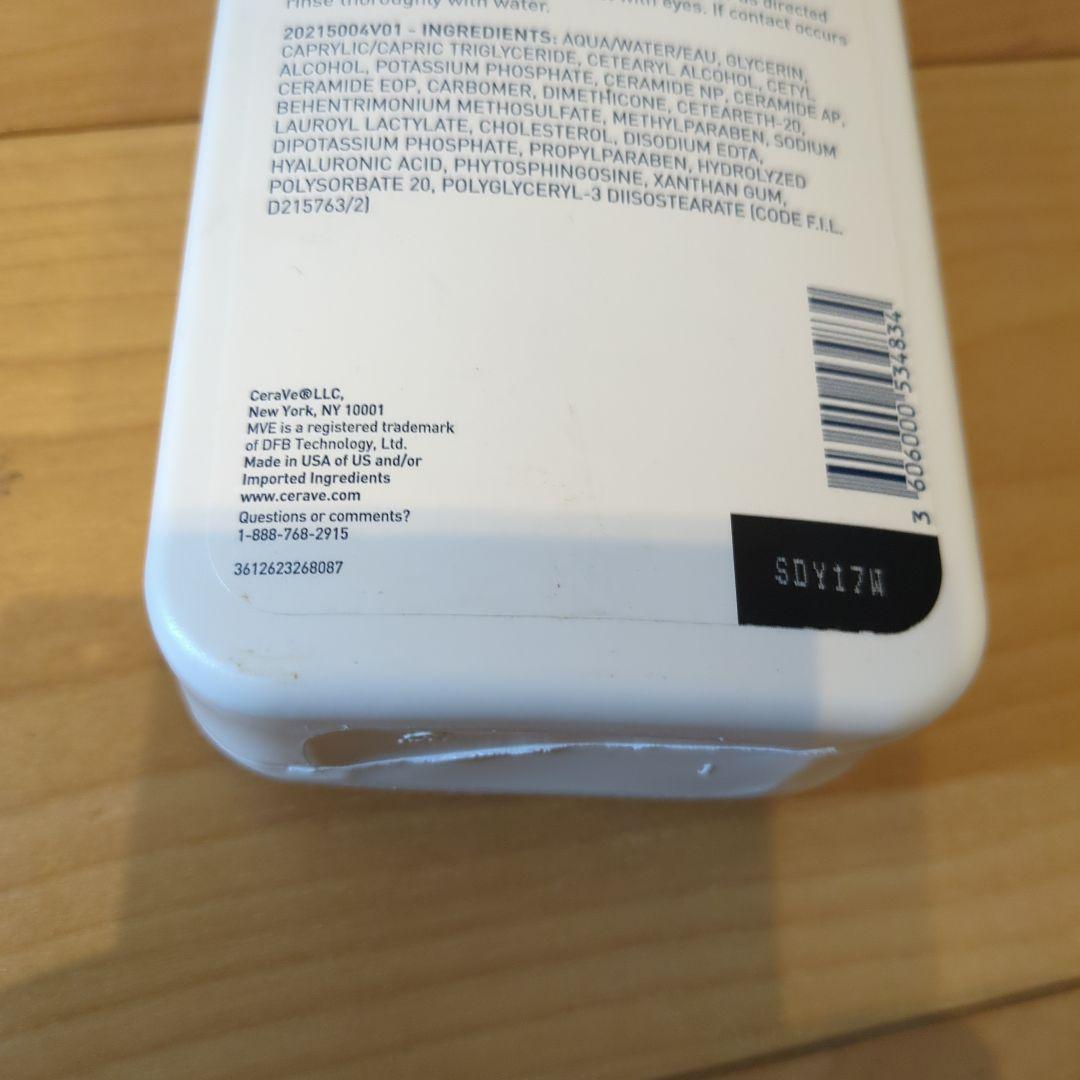 as directed
rinse thoroughly with water. with eyes. If contact occurs
20215004V01 - INGREDIENTS: AQUA/WATER/EAU, GLYCERIN,
CAPRYLIC/CAPRIC TRIGLYCERIDE, CETEARYL ALCOHOL, CETYL
ALCOHOL, POTASSIUM PHOSPHATE, CERAMIDE NP, CERAMIDE AP,
CERAMIDE EOP, CARBOMER, DIMETHICONE, CETEARETH-20,
BEHENTRIMONIUM METHOSULFATE, METHYLPARABEN, SODIUM
LAUROYL LACTYLATE, CHOLESTEROL, DISODIUM EDTA,
DIPOTASSIUM PHOSPHATE, PROPYLPARABEN, HYDROLYZED
HYALURONIC ACID, PHYTOSPHINGOSINE, XANTHAN GUM,
POLYSORBATE 20, POLYGLYCERYL-3 DIISOSTEARATE (CODE F.I.L.
D215763/2)
CeraVe®LLC,
New York, NY 10001
MVE is a registered trademark
of DFB Technology, Ltd.
Made in USA of US and/or
Imported Ingredients
www.cerave.com
Questions or comments?
1-888-768-2915
3612623268087
3 606000 534834
SDY17W